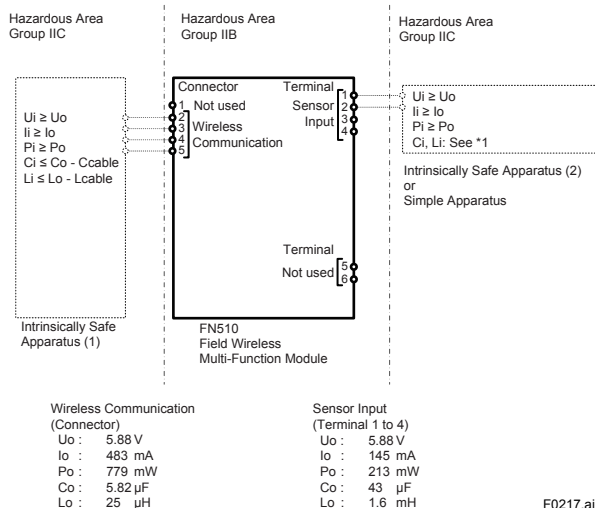 Hazardous Area
Group IIC
Hazardous Area
Group IIB
Hazardous Area
Group IIC
Ui ≥ Uo
Ii ≥ Io
Pi ≥ Po
Ci ≤ Co - Ccable
Li ≤ Lo - Lcable
Intrinsically Safe
Apparatus (1)
Connector
1 Not used
2
3 Wireless
4 Communication
5
Terminal
Sensor 1
Input 2
3
4
Terminal
Not used 5
6
FN510
Field Wireless
Multi-Function Module
Ui ≥ Uo
Ii ≥ Io
Pi ≥ Po
Ci, Li: See *1
Intrinsically Safe Apparatus (2)
or
Simple Apparatus
Wireless Communication
(Connector)
Uo : 5.88 V
Io : 483 mA
Po : 779 mW
Co : 5.82 µF
Lo : 25 µH
Sensor Input
(Terminal 1 to 4)
Uo : 5.88 V
Io : 145 mA
Po : 213 mW
Co : 43 µF
Lo : 1.6 mH
F0217.ai